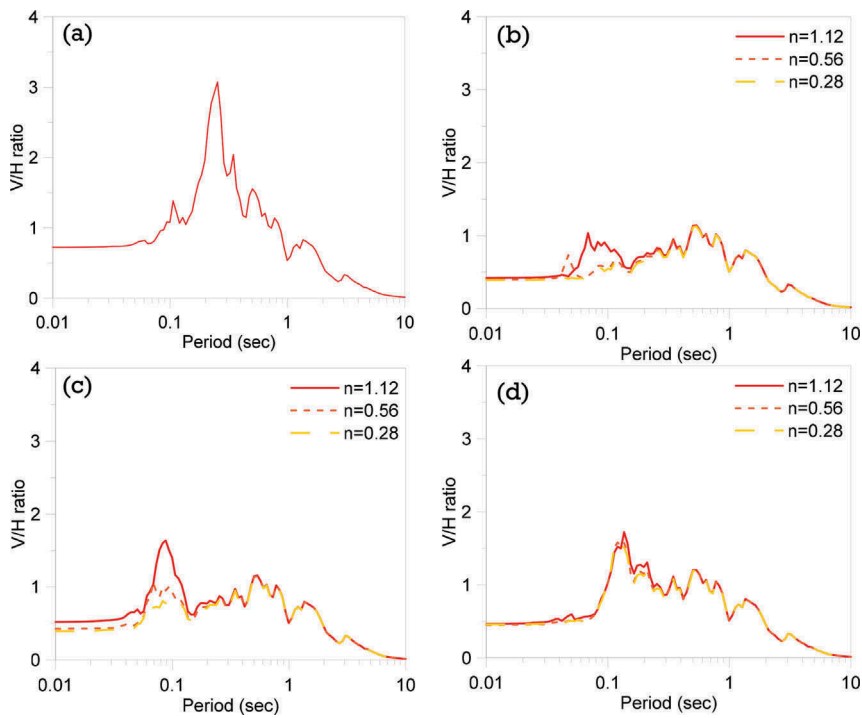 (a)
4
3
2
1
0
V/H ratio
0.01
0.1
1
10
Period (sec)
(b)
n=1.12
n=0.56
n=0.28
4
3
2
1
0
V/H ratio
0.01
0.1
1
10
Period (sec)
(c)
n=1.12
n=0.56
n=0.28
4
3
2
1
0
V/H ratio
0.01
0.1
1
10
Period (sec)
(d)
n=1.12
n=0.56
n=0.28
4
3
2
1
0
V/H ratio
0.01
0.1
1
10
Period (sec)